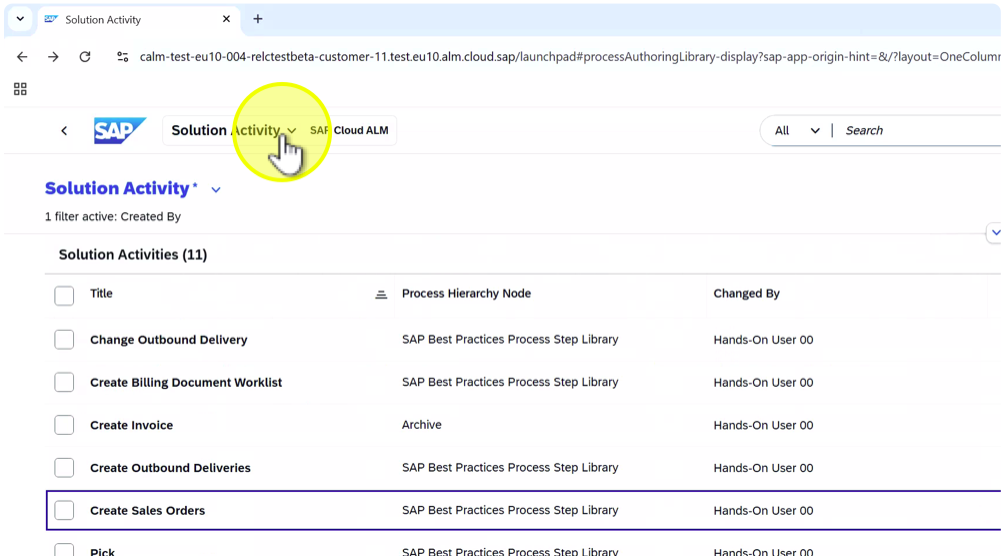 Solution Activity
calm-test-eu10-004-relctestbeta-customer-11.test.eu10.alm.cloud.sap/launchpad#processAuthoringLibrary-display?sap-app-origin-hint=&/?layout=OneColumn
SAP Solution Activity SAP Cloud ALM All Search
Solution Activity *
1 filter active: Created By
Solution Activities (11)
Title Process Hierarchy Node Changed By
Change Outbound Delivery SAP Best Practices Process Step Library Hands-On User 00
Create Billing Document Worklist SAP Best Practices Process Step Library Hands-On User 00
Create Invoice Archive Hands-On User 00
Create Outbound Deliveries SAP Best Practices Process Step Library Hands-On User 00
Create Sales Orders SAP Best Practices Process Step Library Hands-On User 00
Pick SAP Best Practices Process Step Library Hands-On User 00